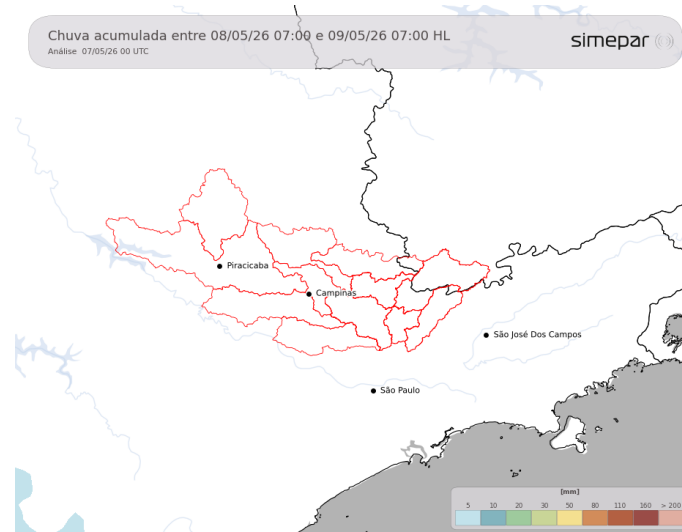 Chuva acumulada entre 08/05/26 07:00 e 09/05/26 07:00 HL
Análise 07/05/26 00 UTC
simepar
Piracicaba
Campinas
São José Dos Campos
São Paulo
[mm]
5 10 20 30 50 80 110 160 > 200